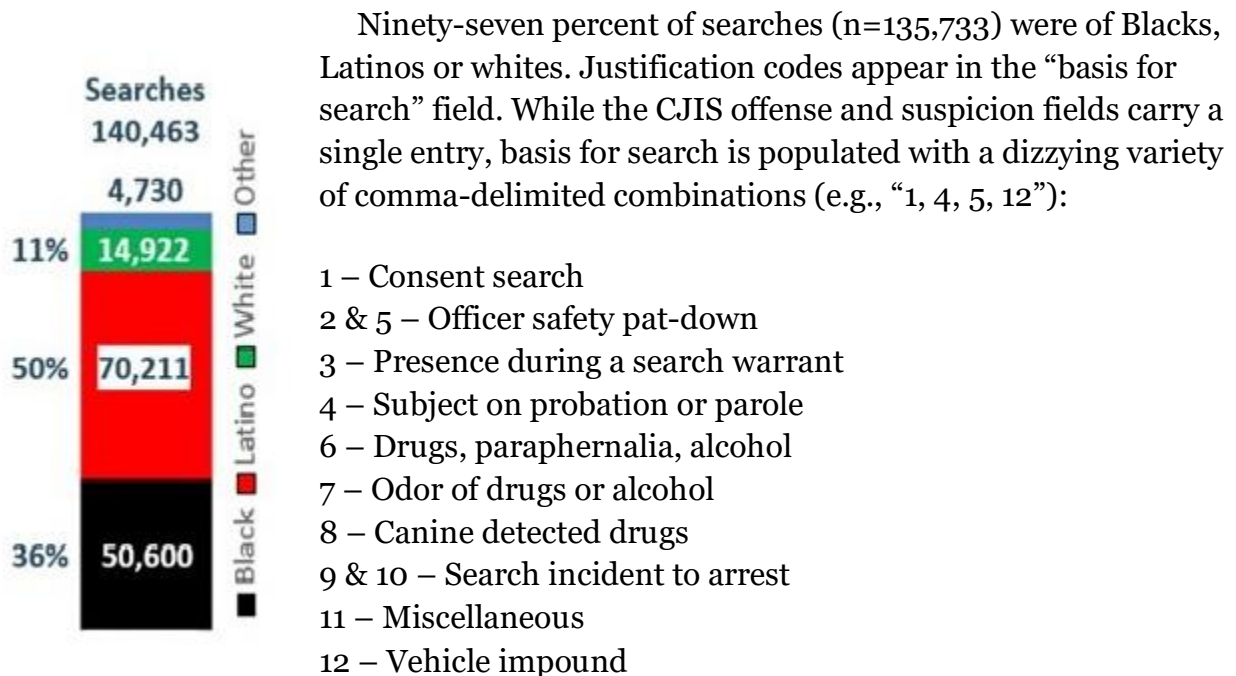 Searches
140,463
4,730
11% 14,922
50% 70,211
36% 50,600
Black Latino White Other
Ninety-seven percent of searches (n=135,733) were of Blacks,
Latinos or whites. Justification codes appear in the “basis for
search” field. While the CJIS offense and suspicion fields carry a
single entry, basis for search is populated with a dizzying variety
of comma-delimited combinations (e.g., “1, 4, 5, 12”):
1 – Consent search
2 & 5 – Officer safety pat-down
3 – Presence during a search warrant
4 – Subject on probation or parole
6 – Drugs, paraphernalia, alcohol
7 – Odor of drugs or alcohol
8 – Canine detected drugs
9 & 10 – Search incident to arrest
11 – Miscellaneous
12 – Vehicle impound